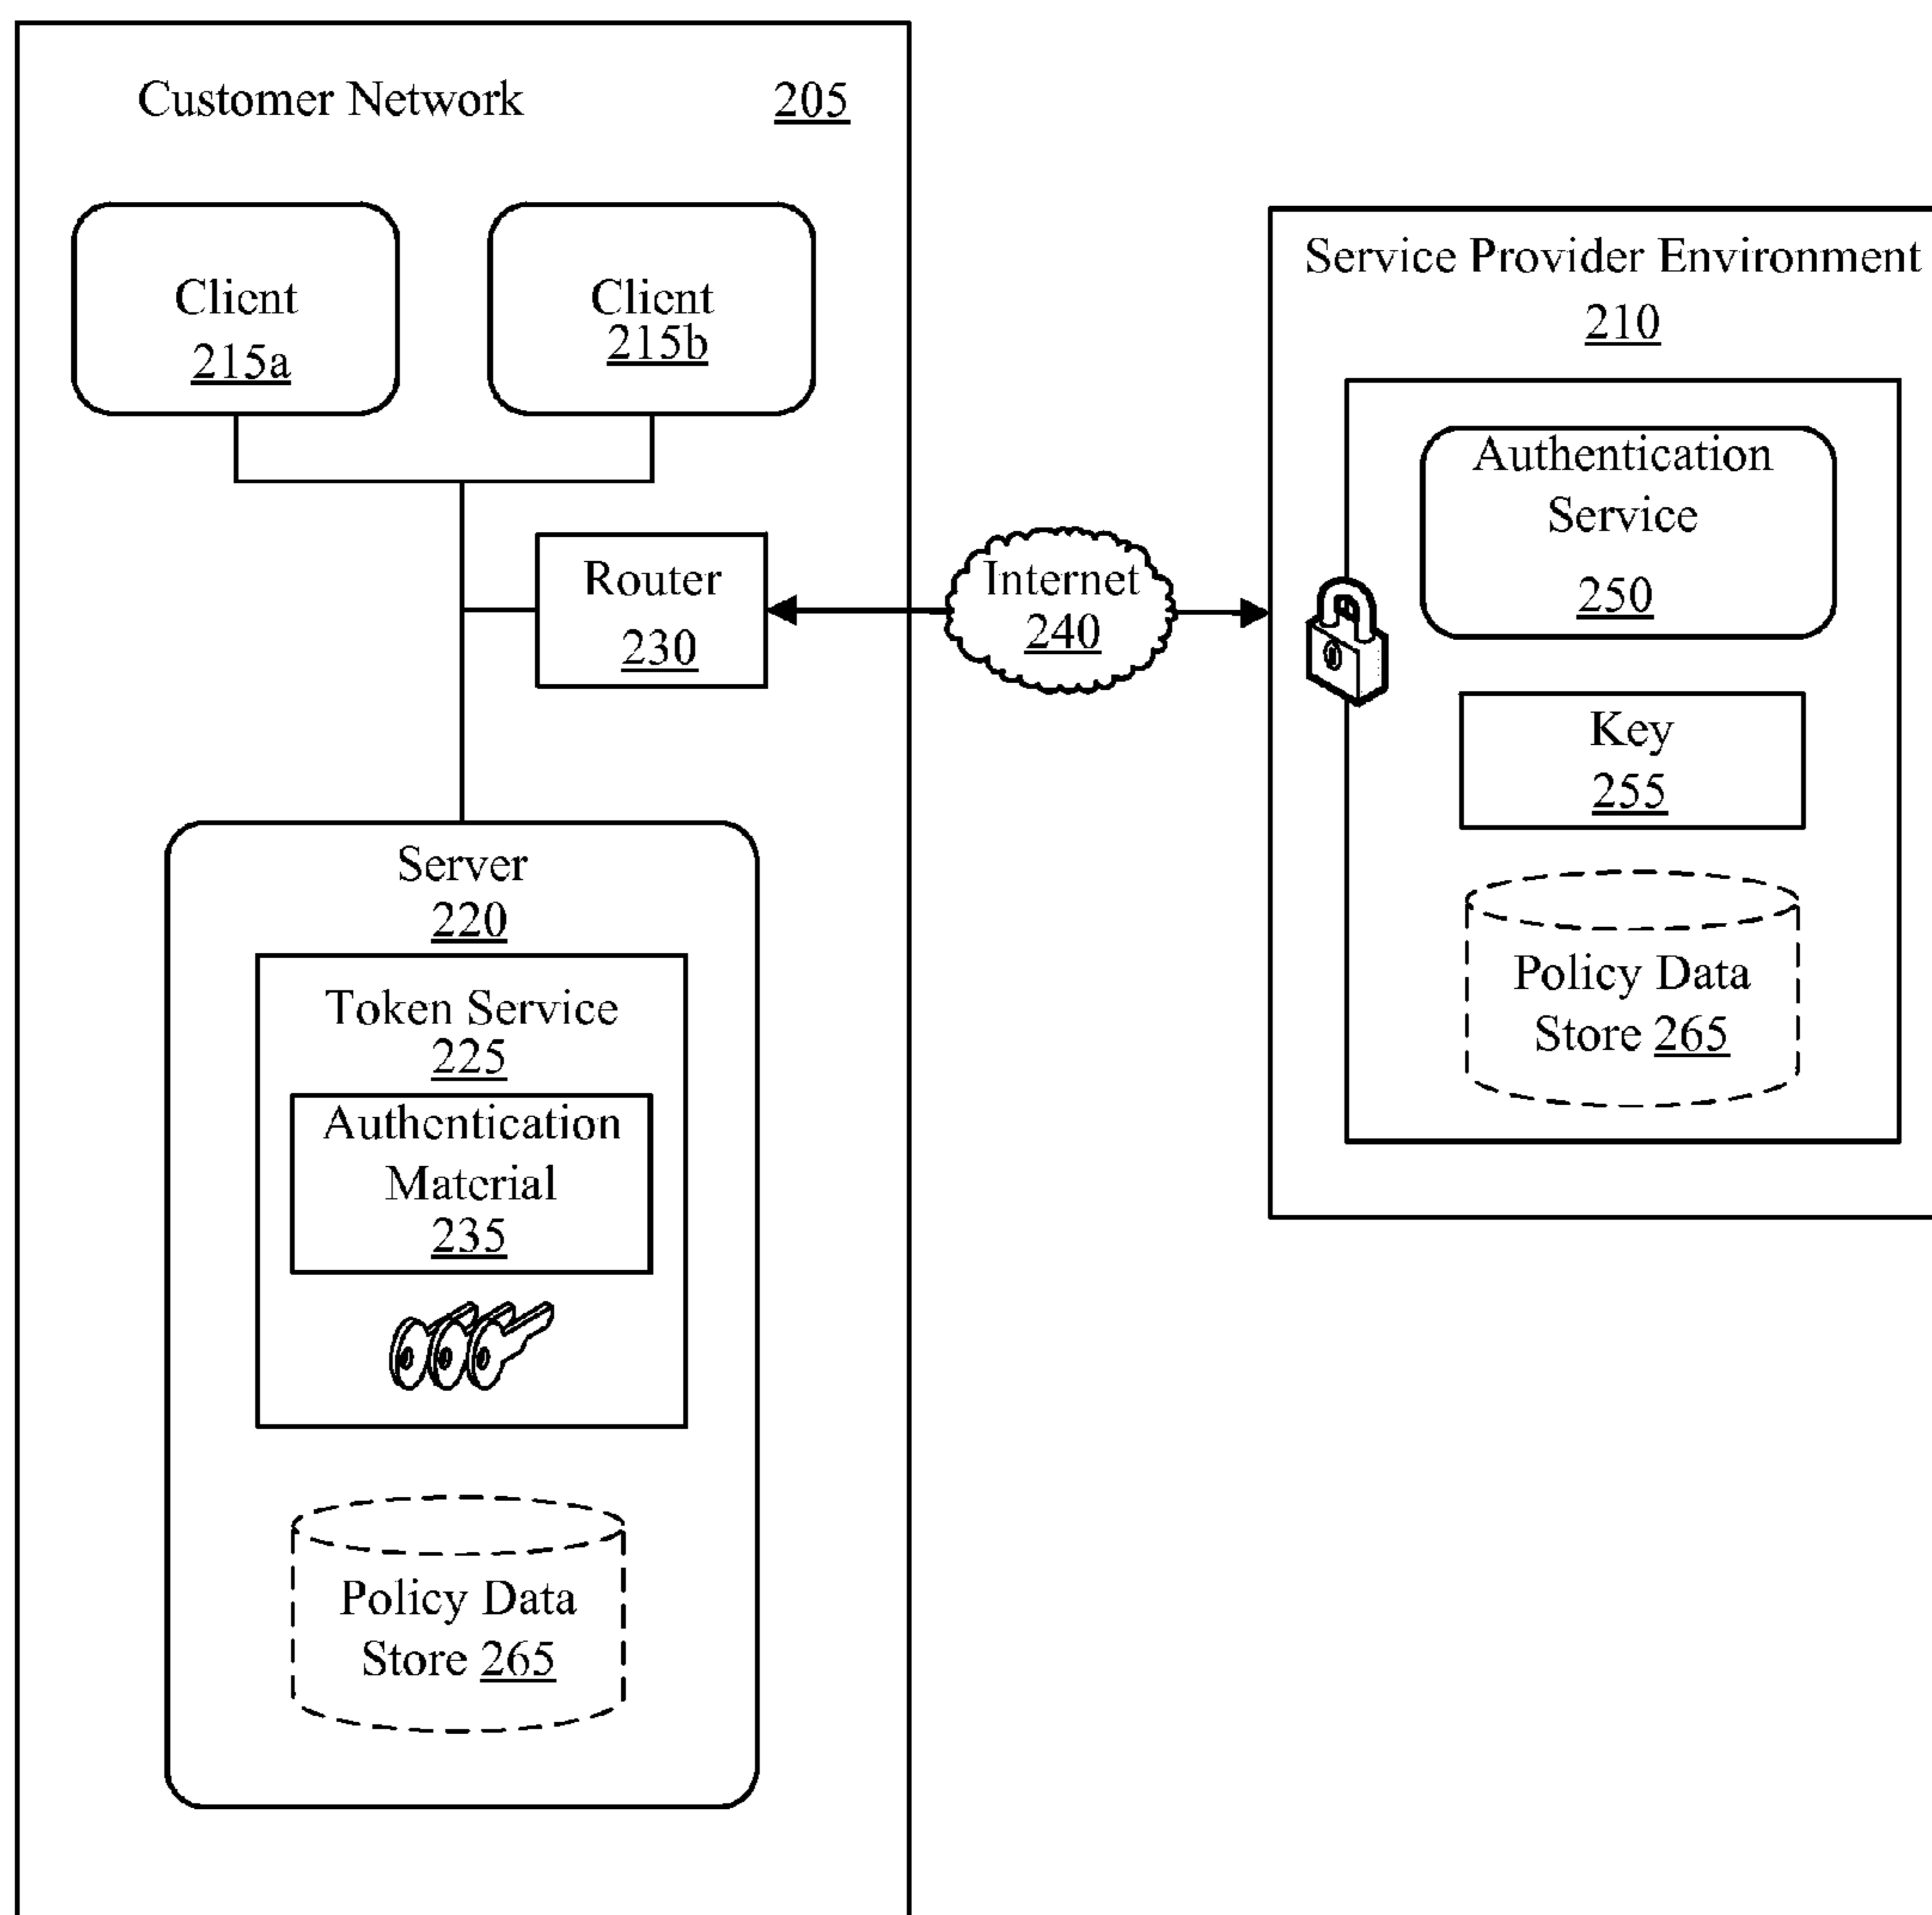 Customer Network 205
Client
215a
Client
215b
Router
230
Internet
240
Server
220
Token Service
225
Authentication
Material
235
Policy Data
Store 265
Service Provider Environment
210
Authentication
Service
250
Key
255
Policy Data
Store 265